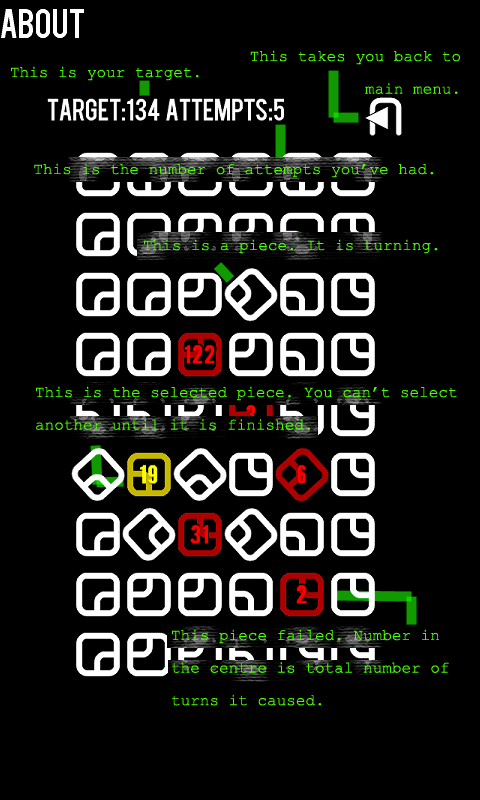 ABOUT
This takes you back to
main menu.
This is your target.
TARGET:134 ATTEMPTS:5
This is the number of attempts you've had.
This is a piece. It is turning.
122
This is the selected piece. You can't select
another until it is finished.
19
6
31
2
This piece failed. Number in
the centre is total number of
turns it caused.